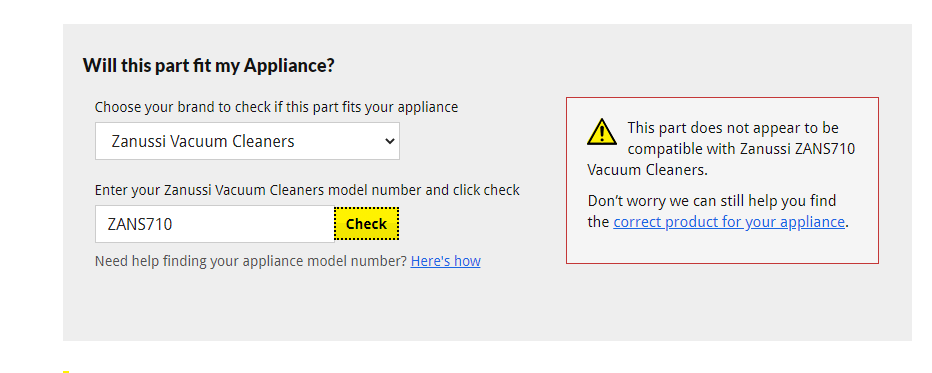 Will this part fit my Appliance?
Choose your brand to check if this part fits your appliance
Zanussi Vacuum Cleaners
Enter your Zanussi Vacuum Cleaners model number and click check
ZANS710
Check
Need help finding your appliance model number? Here's how
This part does not appear to be
compatible with Zanussi ZANS710
Vacuum Cleaners.
Don't worry we can still help you find
the correct product for your appliance.